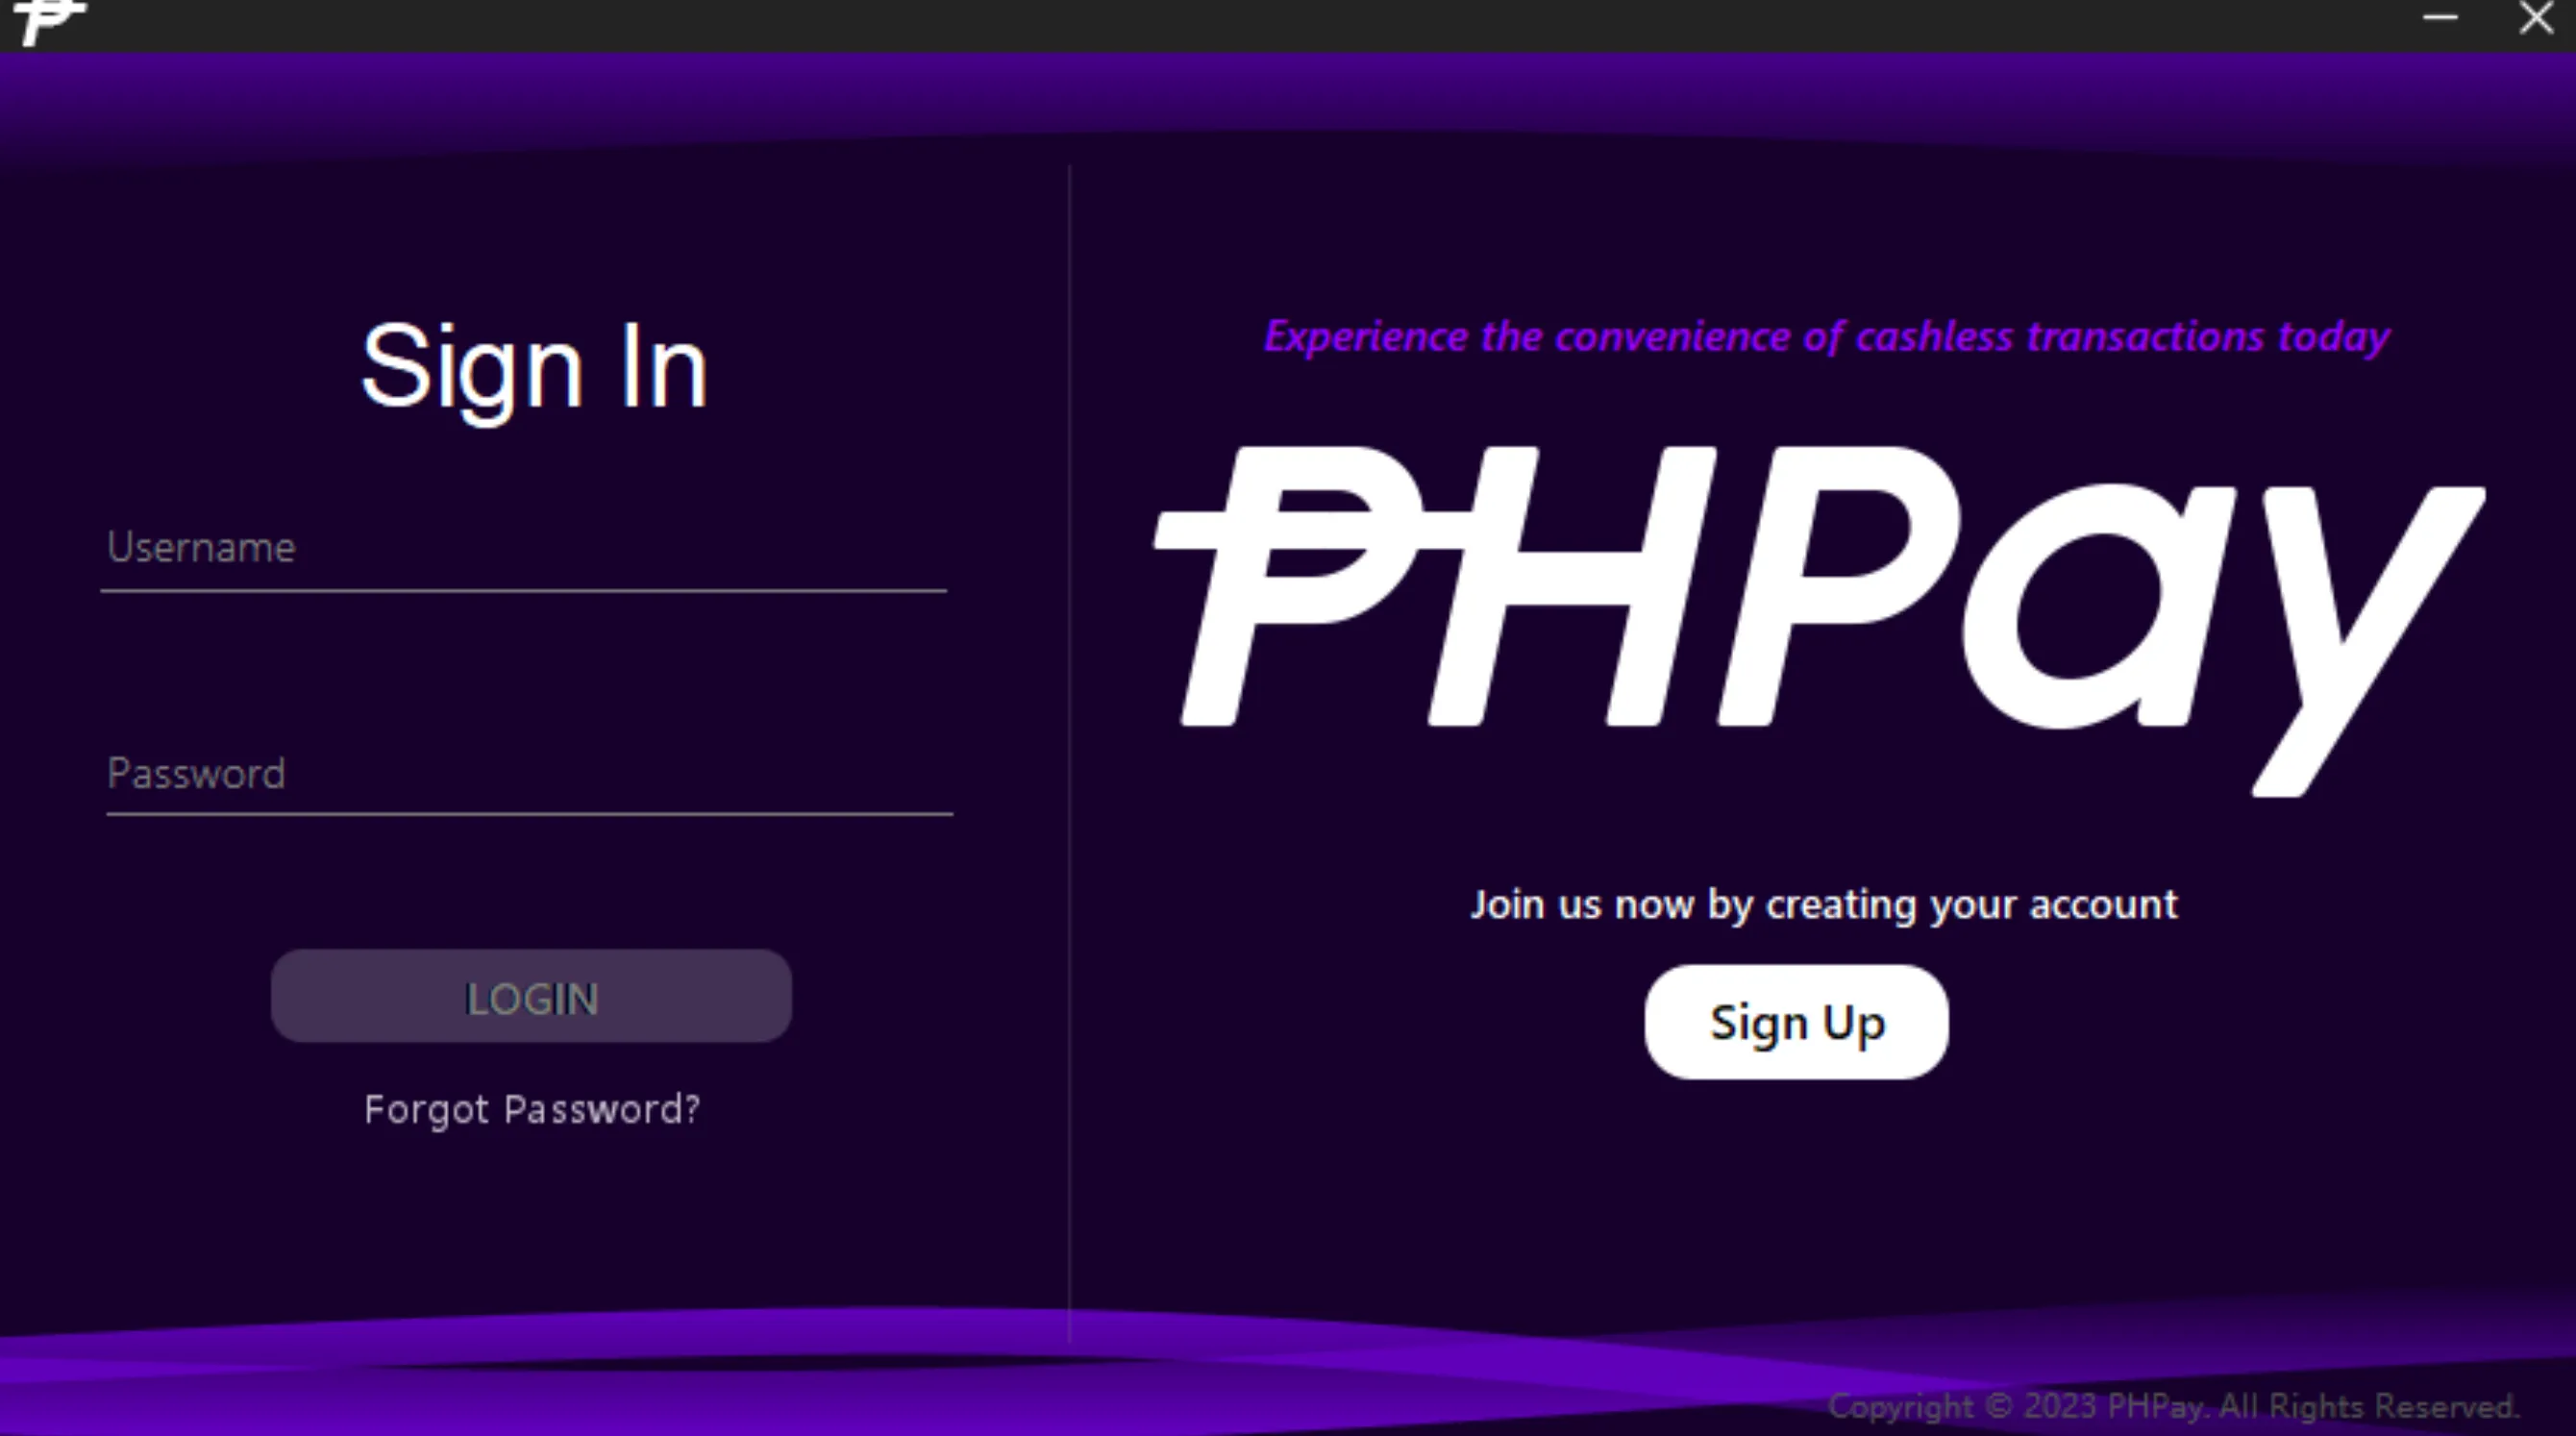 Sign In
Username
Password
LOGIN
Forgot Password?
Experience the convenience of cashless transactions today
PHPay
Join us now by creating your account
Sign Up
Copyright © 2023 PHPay. All Rights Reserved.